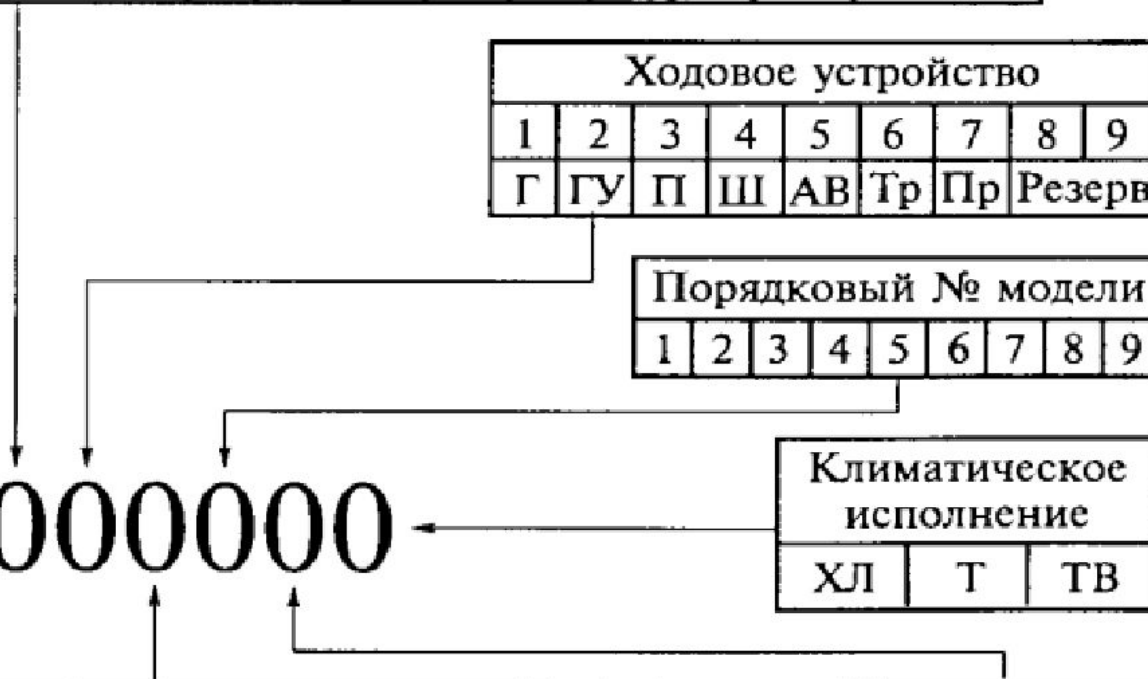 Ходовое устройство
1 2 3 4 5 6 7 8 9
Г ГУ П Ш АВ Тр Пр Резерв
Порядковый № модели
1 2 3 4 5 6 7 8 9
000000
Климатическое
исполнение
ХЛ Т ТВ